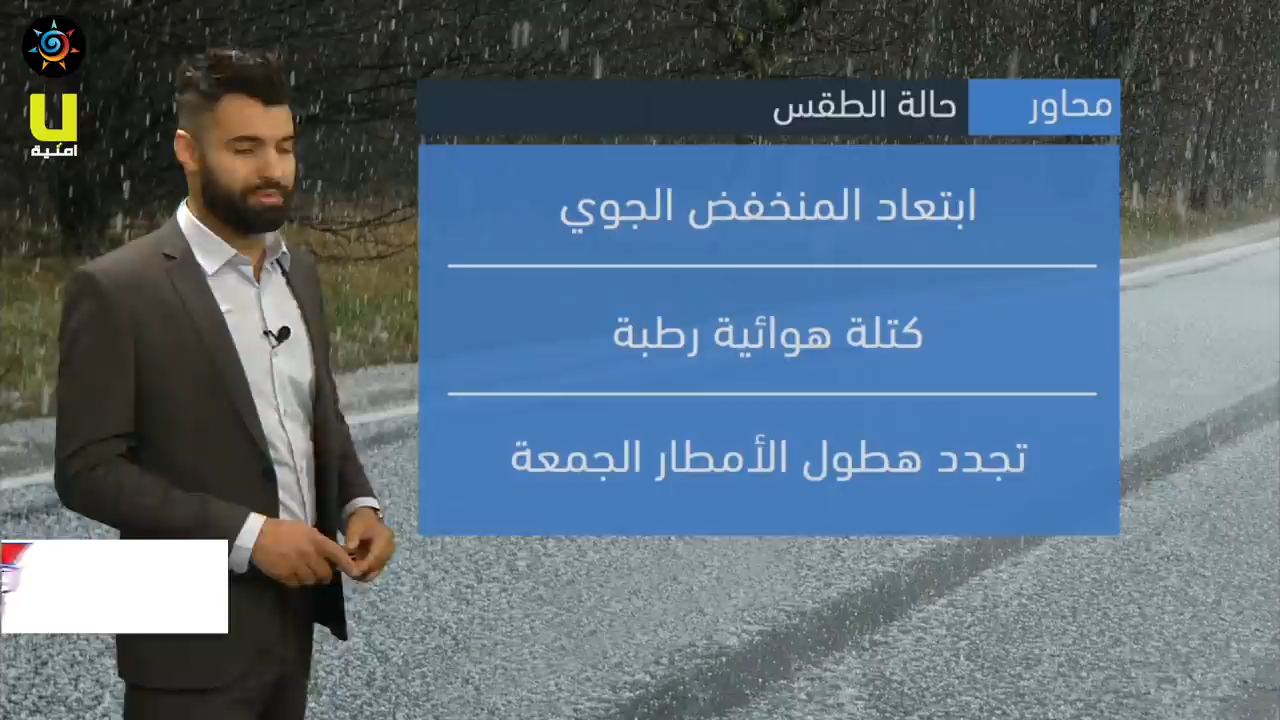 محاور
حالة الطقس
ابتعاد المنخفض الجوي
كتلة هوائية رطبة
تجدد هطول الأمطار الجمعة
U
امنية